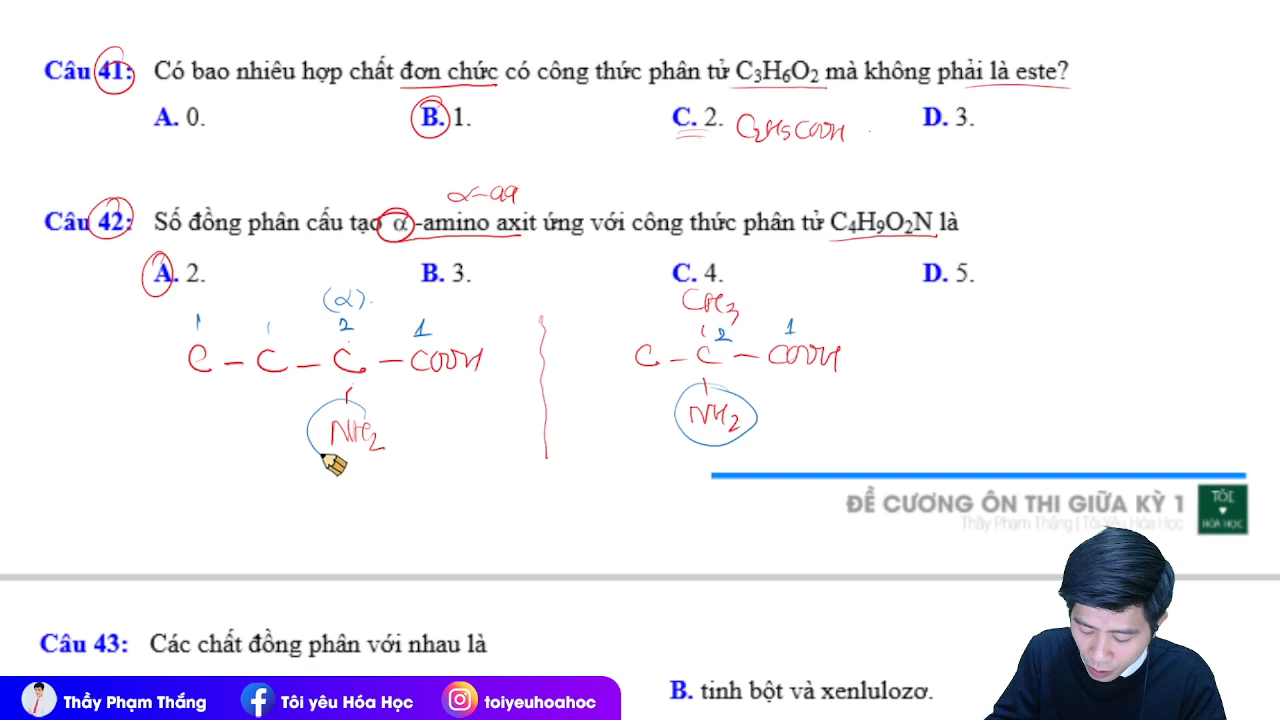 Câu 41: Có bao nhiêu hợp chất đơn chức có công thức phân tử C₃H₆O₂ mà không phải là este?
A. 0. B. 1. C. 2. D. 3.
C₂H₅COOH
α-aa
Câu 42: Số đồng phân cấu tạo α-amino axit ứng với công thức phân tử C₄H₉O₂N là
A. 2. B. 3. C. 4. D. 5.
(α). CH₃
2 1 2 1
C – C – C – COOH C – C – COOH
NH₂ NH₂
ĐỀ CƯƠNG ÔN THI GIỮA KỲ 1
Thầy Phạm Thắng | Tôi Yêu Hóa Học
TÔI
♥
HÓA HỌC
Câu 43: Các chất đồng phân với nhau là
B. tinh bột và xenlulozơ.
Thầy Phạm Thắng Tôi yêu Hóa Học toiyeuhoahoc